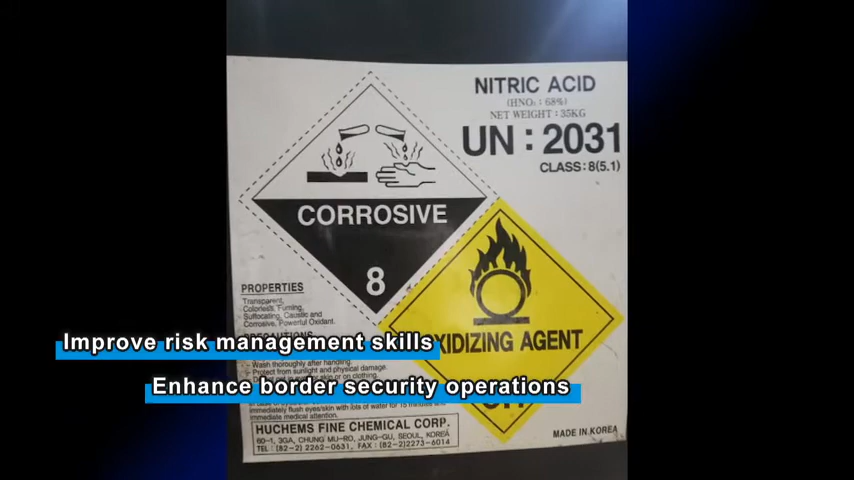 NITRIC ACID
(HNO₃ : 68%)
NET WEIGHT : 35KG
UN : 2031
CLASS : 8(5.1)
CORROSIVE
8
OXIDIZING AGENT
PROPERTIES
Transparent,
Colorless, Fuming,
Suffocating, Caustic and
Corrosive, Powerful Oxidant.
Improve risk management skills
Wash thoroughly after handling.
Protect from sunlight and physical damage.
Enhance border security operations
immediately flush eyes/skin with lots of water for 15 minutes and
immediate medical attention.
HUCHEMS FINE CHEMICAL CORP.
60-1, 3GA, CHUNG MU-RO, JUNG-GU, SEOUL, KOREA
TEL : (82-2) 2262-0631, FAX : (82-2)2273-6014
MADE IN KOREA